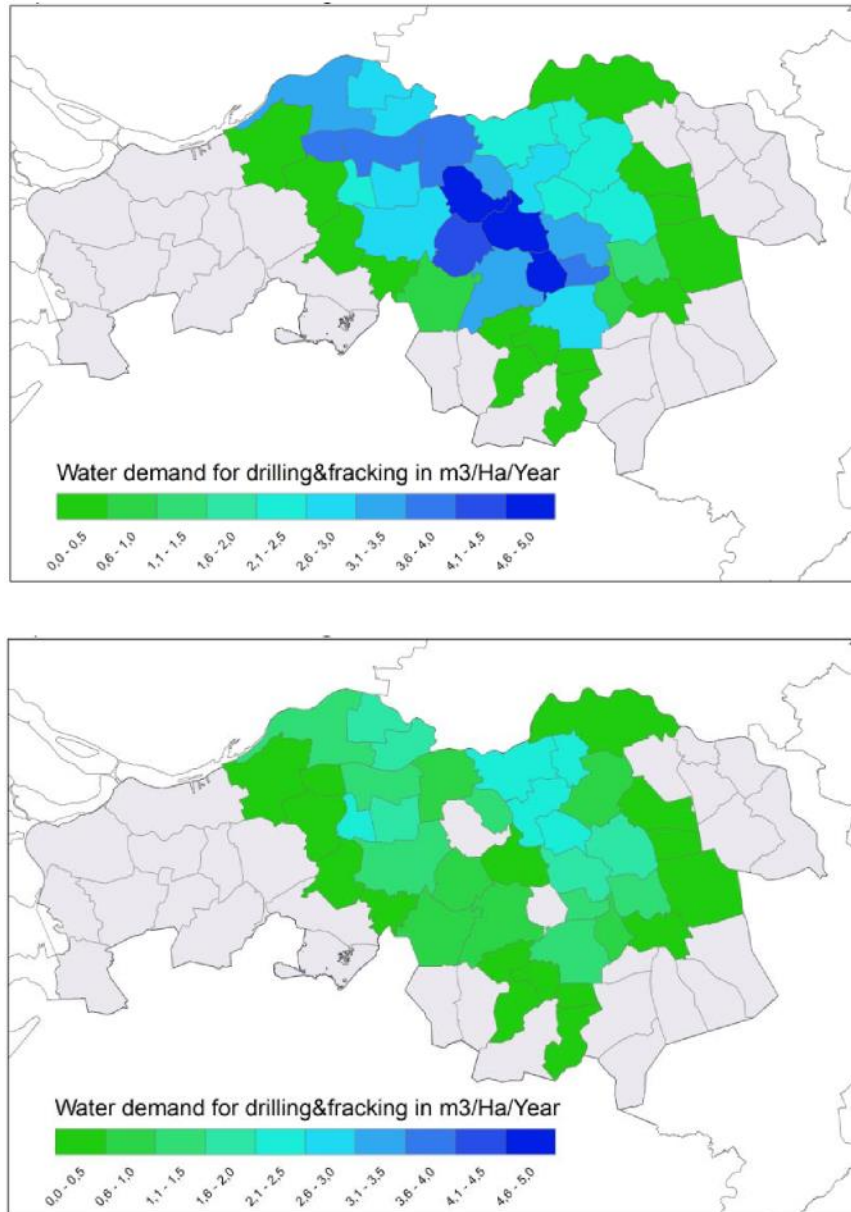 Water demand for drilling&fracking in m3/Ha/Year
0,0 - 0,5
0,6 - 1,0
1,1 - 1,5
1,6 - 2,0
2,1 - 2,5
2,6 - 3,0
3,1 - 3,5
3,6 - 4,0
4,1 - 4,5
4,6 - 5,0
Water demand for drilling&fracking in m3/Ha/Year
0,0 - 0,5
0,6 - 1,0
1,1 - 1,5
1,6 - 2,0
2,1 - 2,5
2,6 - 3,0
3,1 - 3,5
3,6 - 4,0
4,1 - 4,5
4,6 - 5,0